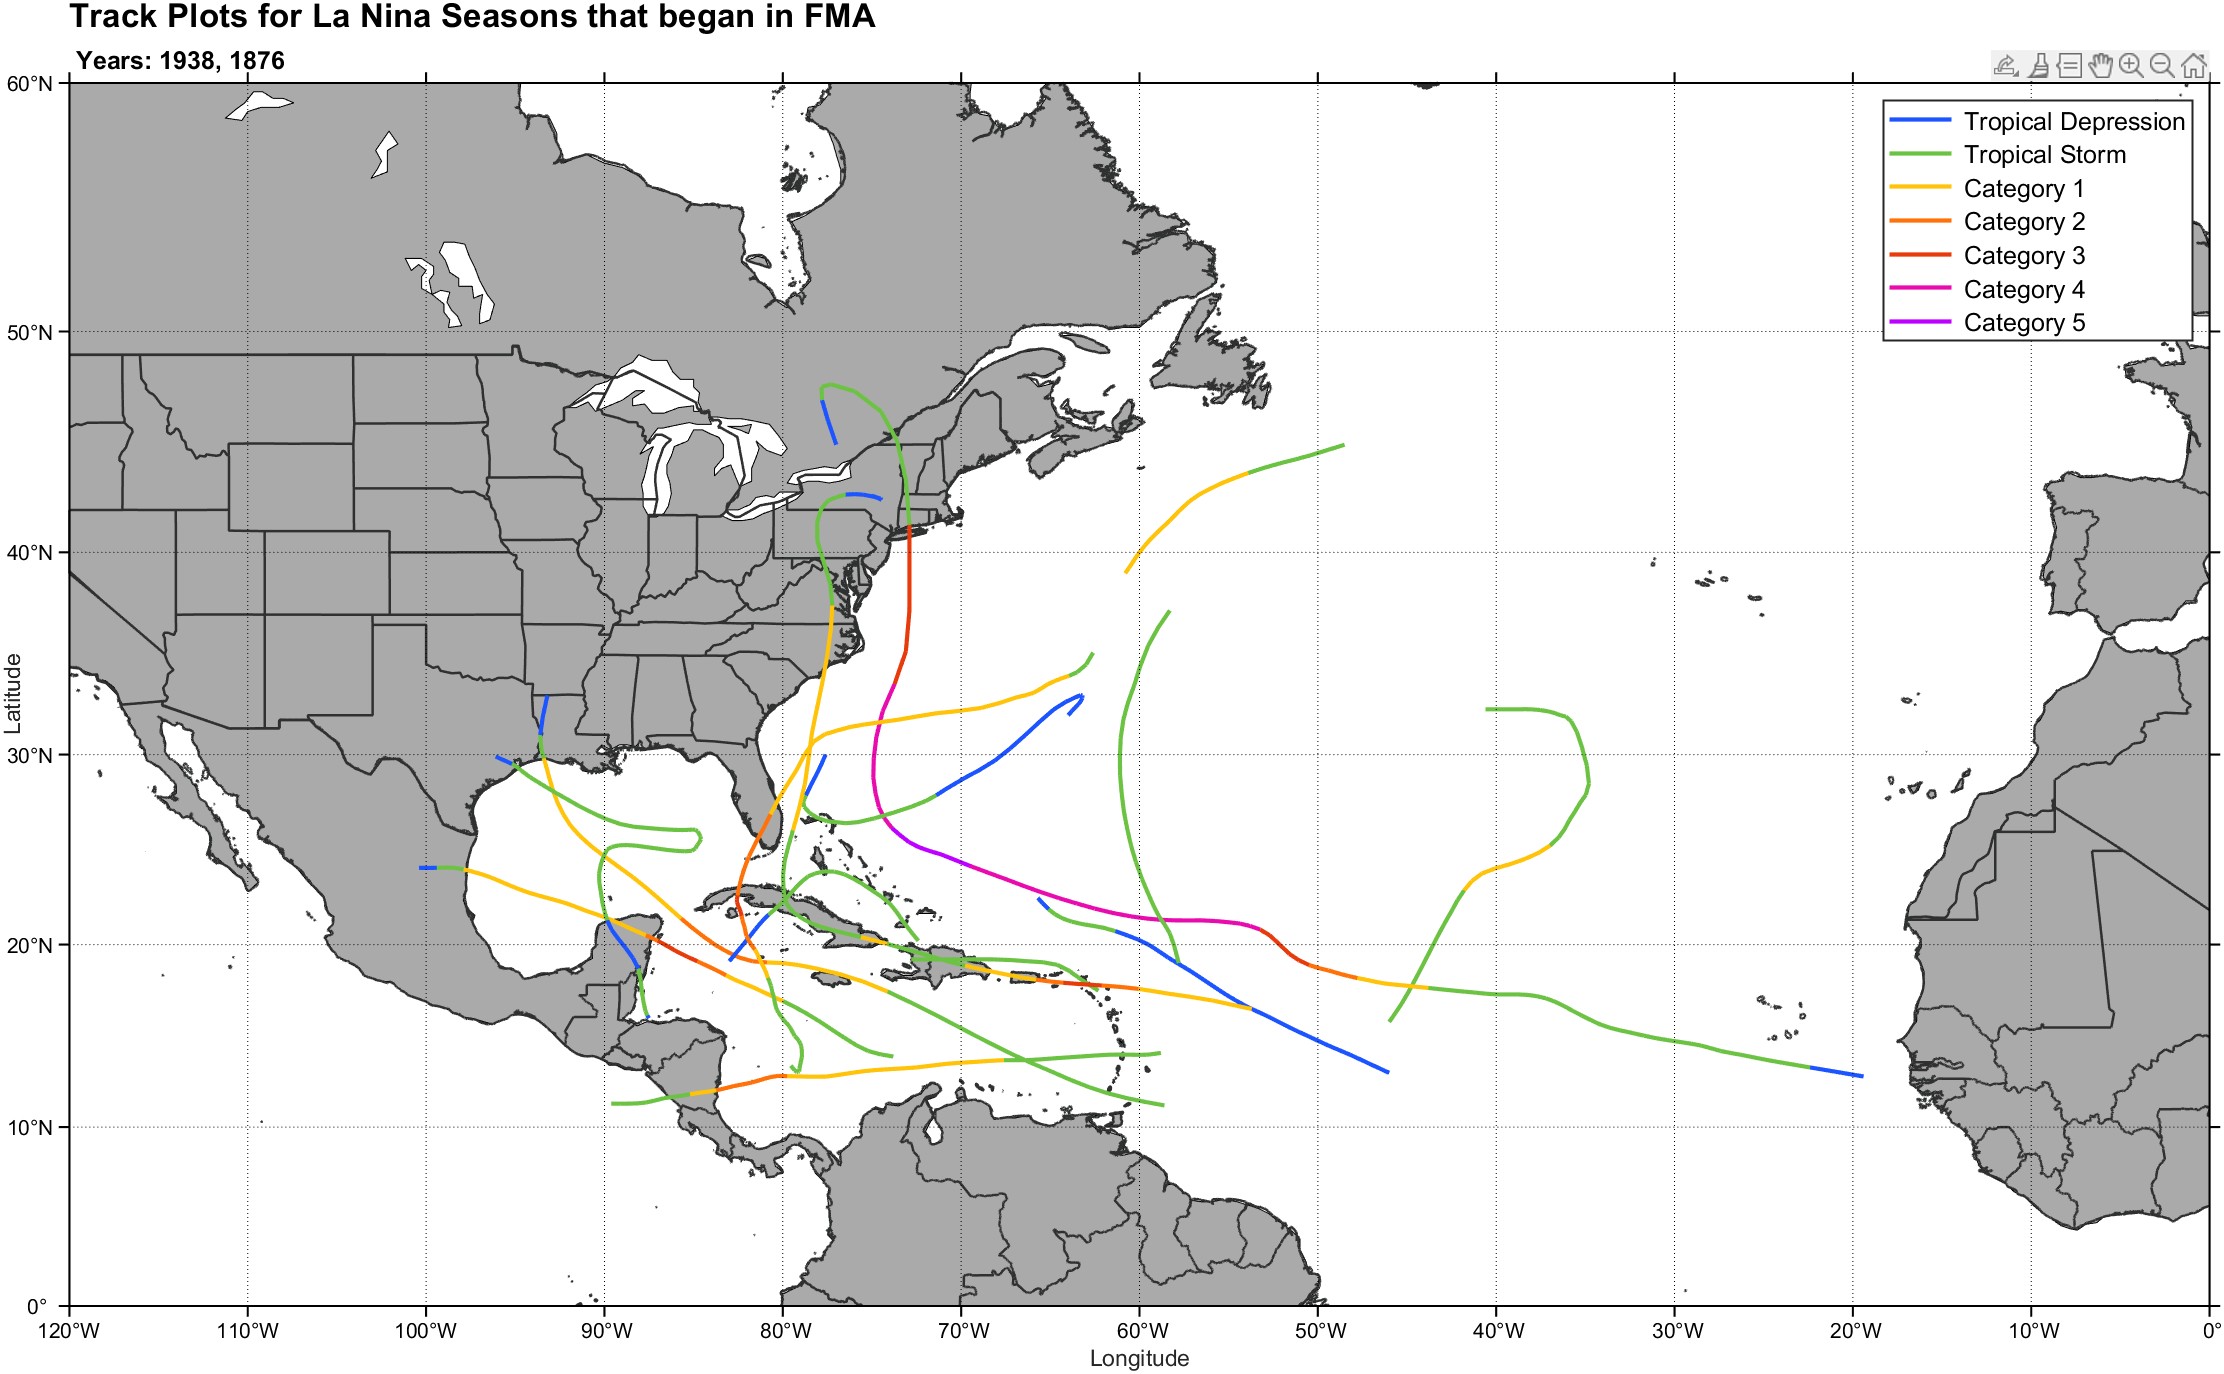 Track Plots for La Nina Seasons that began in FMA
Years: 1938, 1876
60°N
50°N
40°N
30°N
20°N
10°N
0°
Latitude
Tropical Depression
Tropical Storm
Category 1
Category 2
Category 3
Category 4
Category 5
120°W 110°W 100°W 90°W 80°W 70°W 60°W 50°W 40°W 30°W 20°W 10°W 0°
Longitude